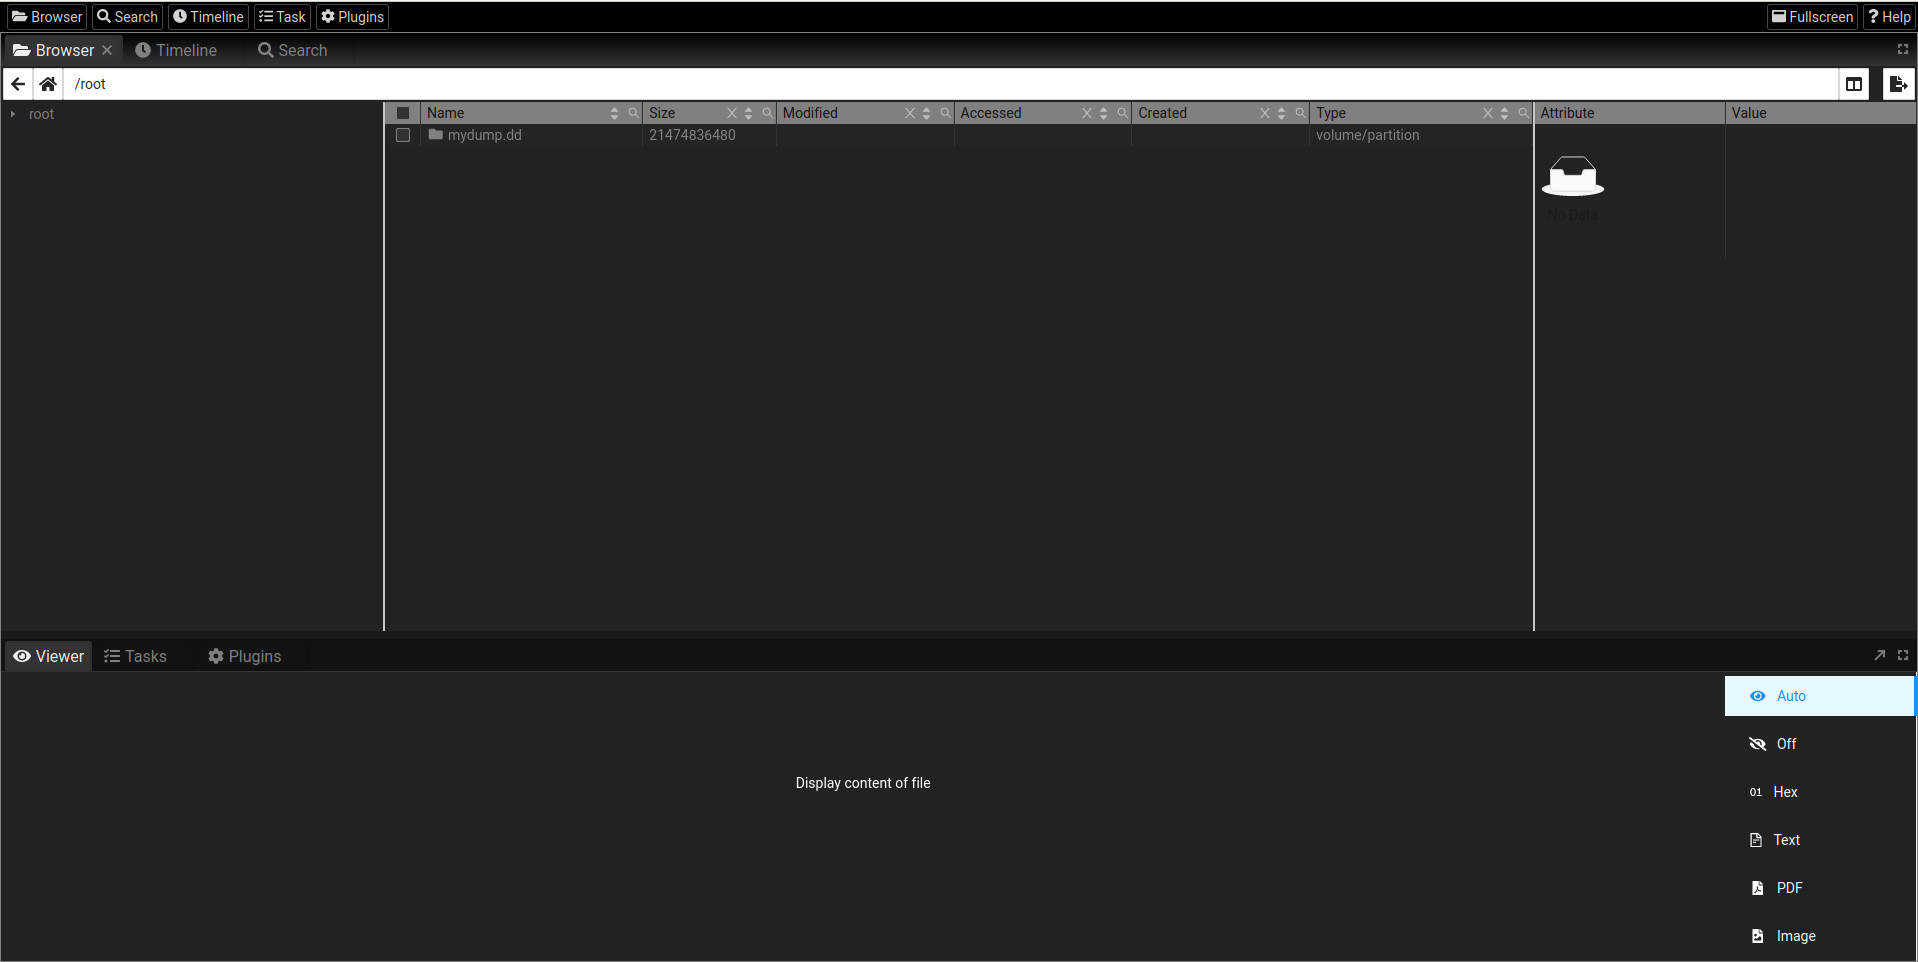 Browser Search Timeline Task Plugins Fullscreen ? Help
Browser Timeline Search
/root
root
Name Size Modified Accessed Created Type Attribute Value
mydump.dd 21474836480 volume/partition
No Data
Viewer Tasks Plugins
Auto
Off
Display content of file
01 Hex
Text
PDF
Image